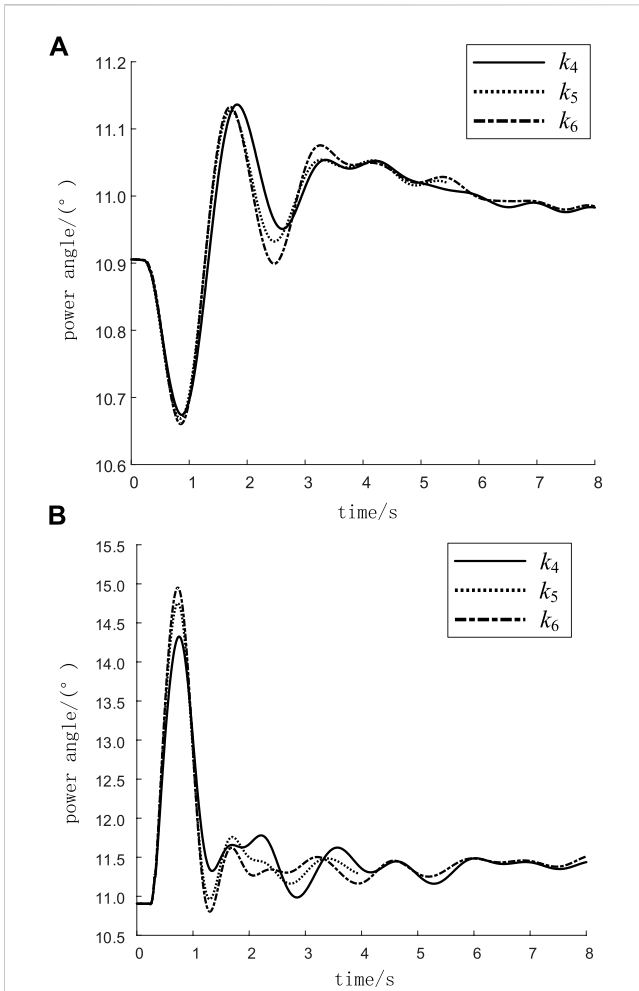 A
k4
k5
k6
power angle/(°)
11.2
11.1
11.0
10.9
10.8
10.7
10.6
0 1 2 3 4 5 6 7 8
time/s
B
k4
k5
k6
power angle/(°)
15.5
15.0
14.5
14.0
13.5
13.0
12.5
12.0
11.5
11.0
10.5
0 1 2 3 4 5 6 7 8
time/s